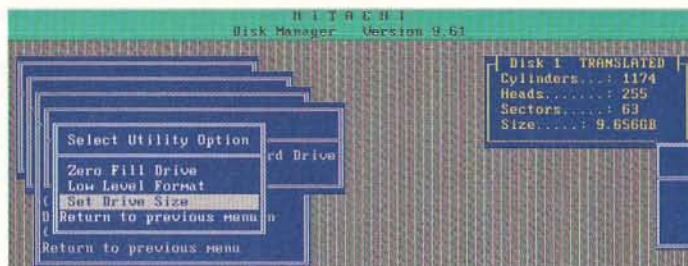 HITACHI
Disk Manager Version 9.61
Disk 1 TRANSLATED
Cylinders...: 1174
Heads.......: 255
Sectors.....: 63
Size.....: 9.656GB
Select Utility Option
rd Drive
Zero Fill Drive
Low Level Format
Set Drive Size
Return to previous menu
Return to previous menu